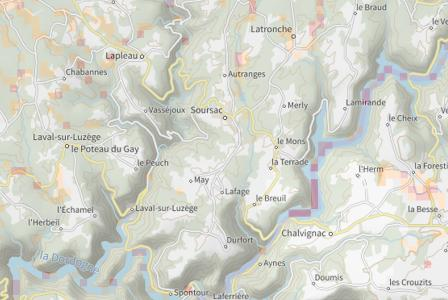 le Braud
Latronche
Lapleau
Chabannes
Autranges
Merly
Lamirande
Vassejoux
Soursac
le Cheix
Laval-sur-Luzège
le Poteau du Gay
le Mons
le Peuch
la Terrade
l'Herm
la Foresti
May
Lafage
le Breuil
la Besse
l'Échamel
Laval-sur-Luzège
l'Herbeil
Durfort
Chalvignac
la Dordogne
Aynes
Doumis
les Crouzits
Spontour
Laferrière